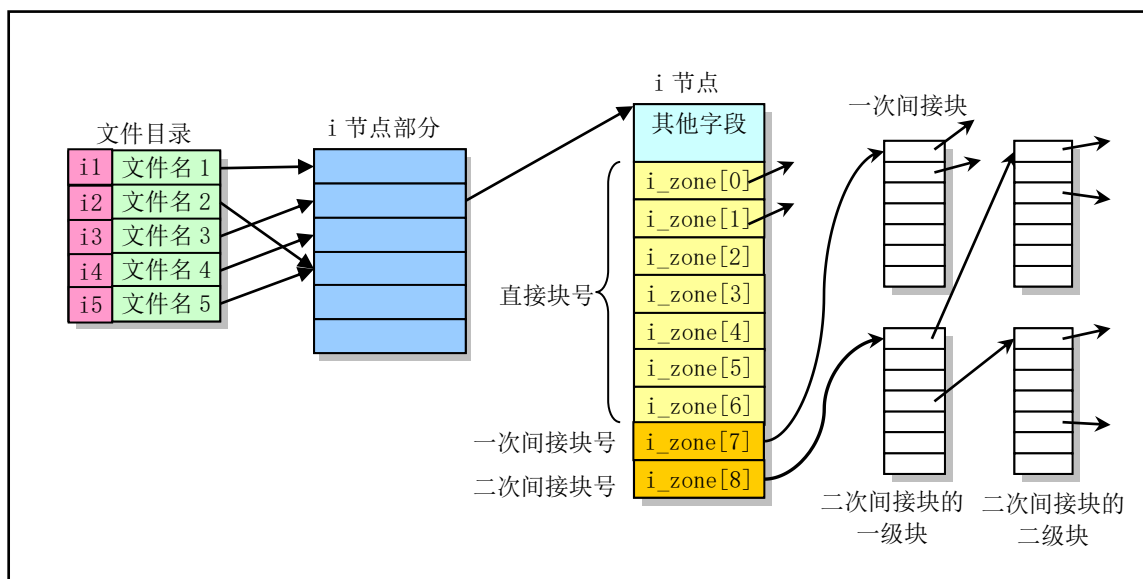 文件目录
i1 文件名 1
i2 文件名 2
i3 文件名 3
i4 文件名 4
i5 文件名 5
i 节点部分
i 节点
其他字段
i_zone[0]
i_zone[1]
i_zone[2]
i_zone[3]
i_zone[4]
i_zone[5]
i_zone[6]
i_zone[7]
i_zone[8]
直接块号
一次间接块号
二次间接块号
一次间接块
二次间接块的
一级块
二次间接块的
二级块